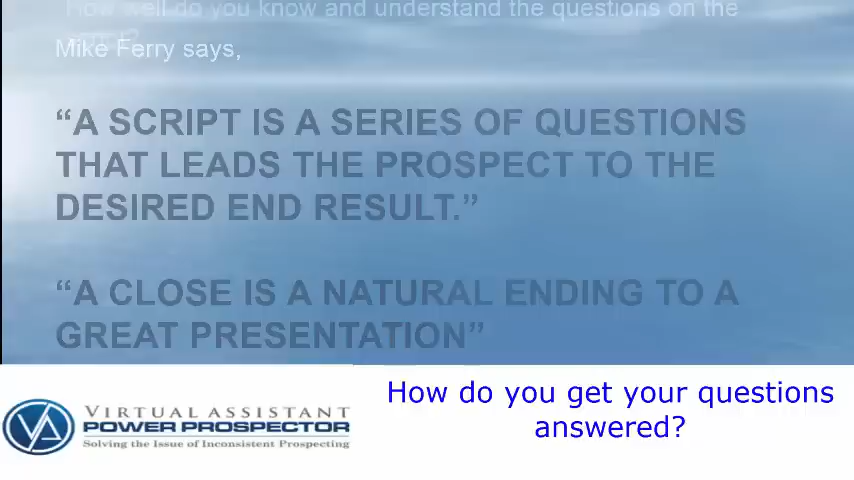 "How well do you know and understand the questions on the
Mike Ferry says,
“A SCRIPT IS A SERIES OF QUESTIONS
THAT LEADS THE PROSPECT TO THE
DESIRED END RESULT.”
“A CLOSE IS A NATURAL ENDING TO A
GREAT PRESENTATION”
VIRTUAL ASSISTANT
POWER PROSPECTOR
Solving the Issue of Inconsistent Prospecting
How do you get your questions
answered?